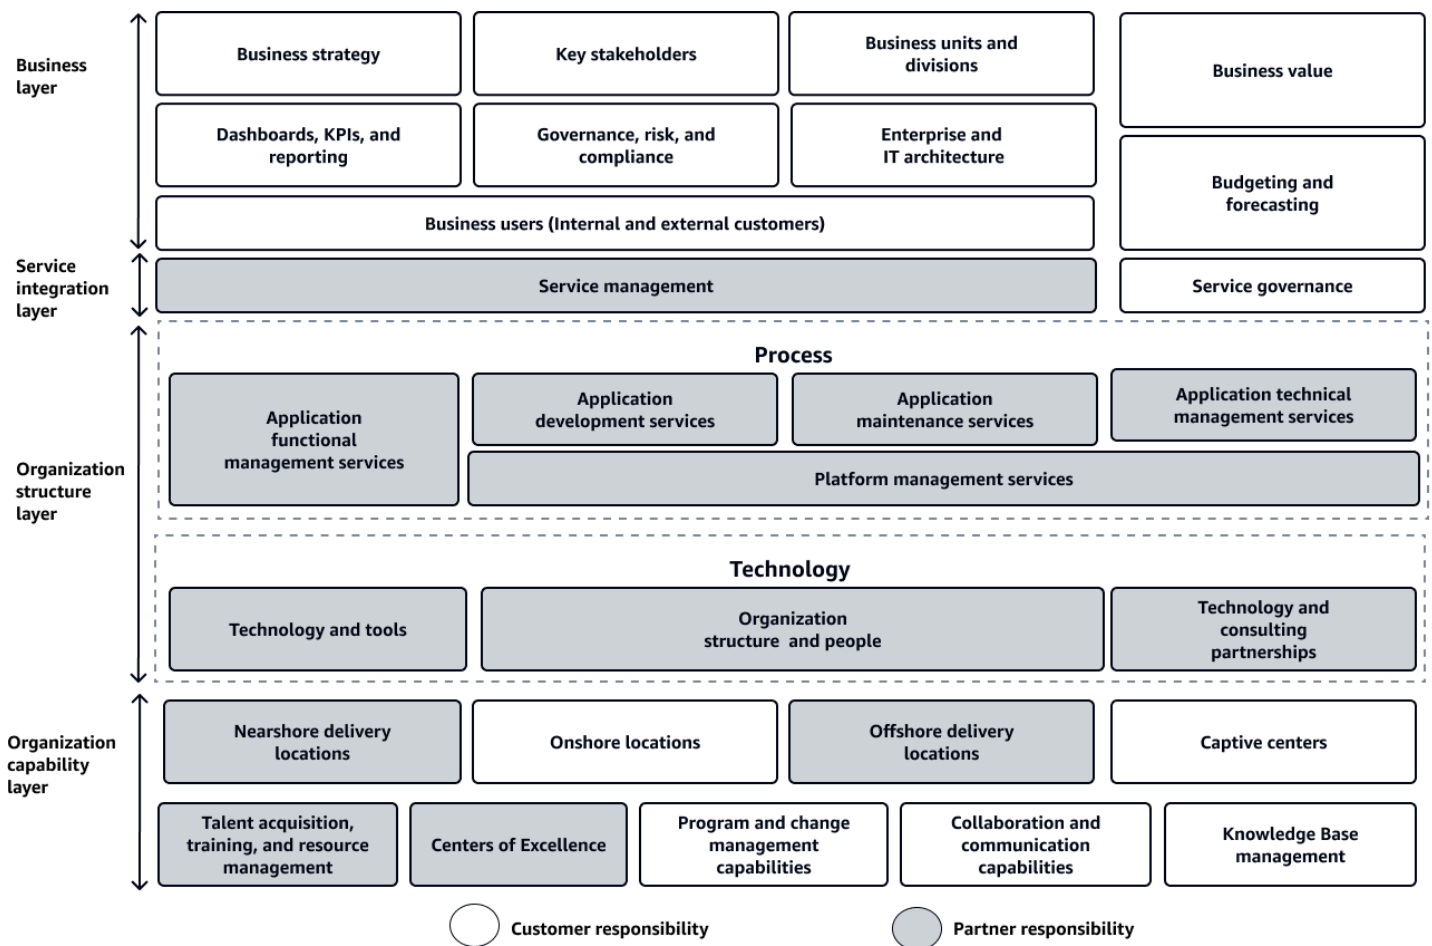 Business
layer
Business strategy
Key stakeholders
Business units and
divisions
Business value
Dashboards, KPIs, and
reporting
Governance, risk, and
compliance
Enterprise and
IT architecture
Budgeting and
forecasting
Business users (Internal and external customers)
Service
integration
layer
Service management
Service governance
Organization
structure
layer
Process
Application
functional
management services
Application
development services
Application
maintenance services
Application technical
management services
Platform management services
Technology
Technology and tools
Organization
structure and people
Technology and
consulting
partnerships
Organization
capability
layer
Nearshore delivery
locations
Onshore locations
Offshore delivery
locations
Captive centers
Talent acquisition,
training, and resource
management
Centers of Excellence
Program and change
management
capabilities
Collaboration and
communication
capabilities
Knowledge Base
management
Customer responsibility
Partner responsibility